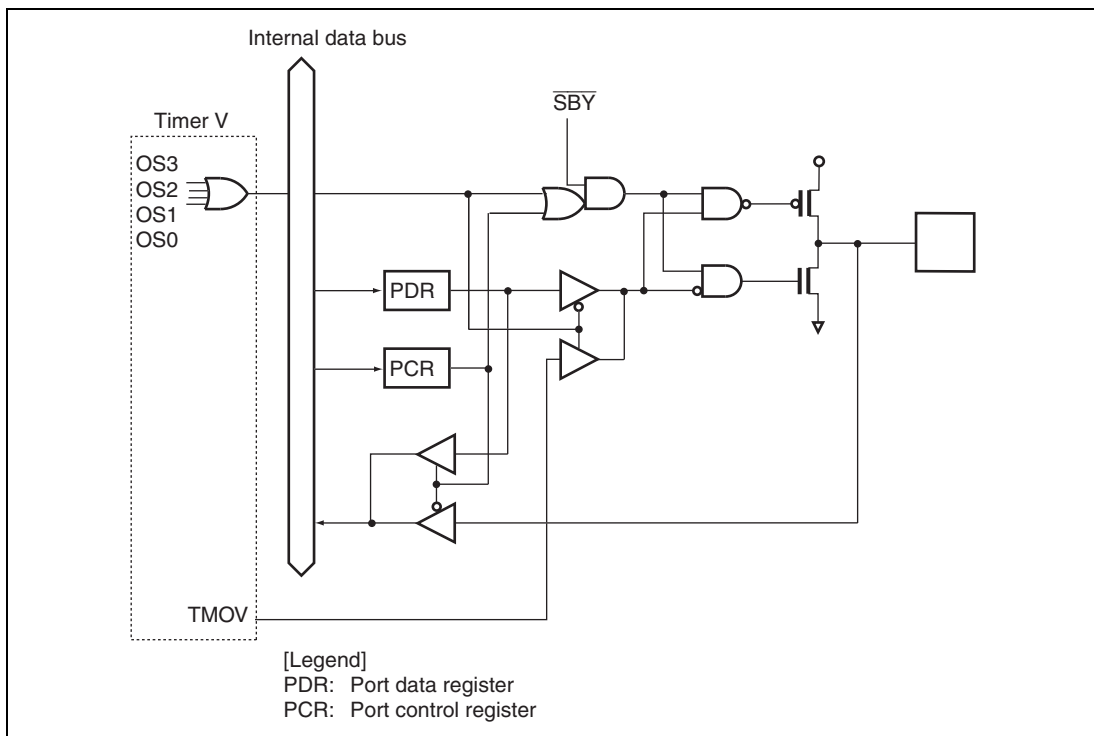 Internal data bus
SBY
Timer V
OS3
OS2
OS1
OS0
PDR
PCR
TMOV
[Legend]
PDR: Port data register
PCR: Port control register